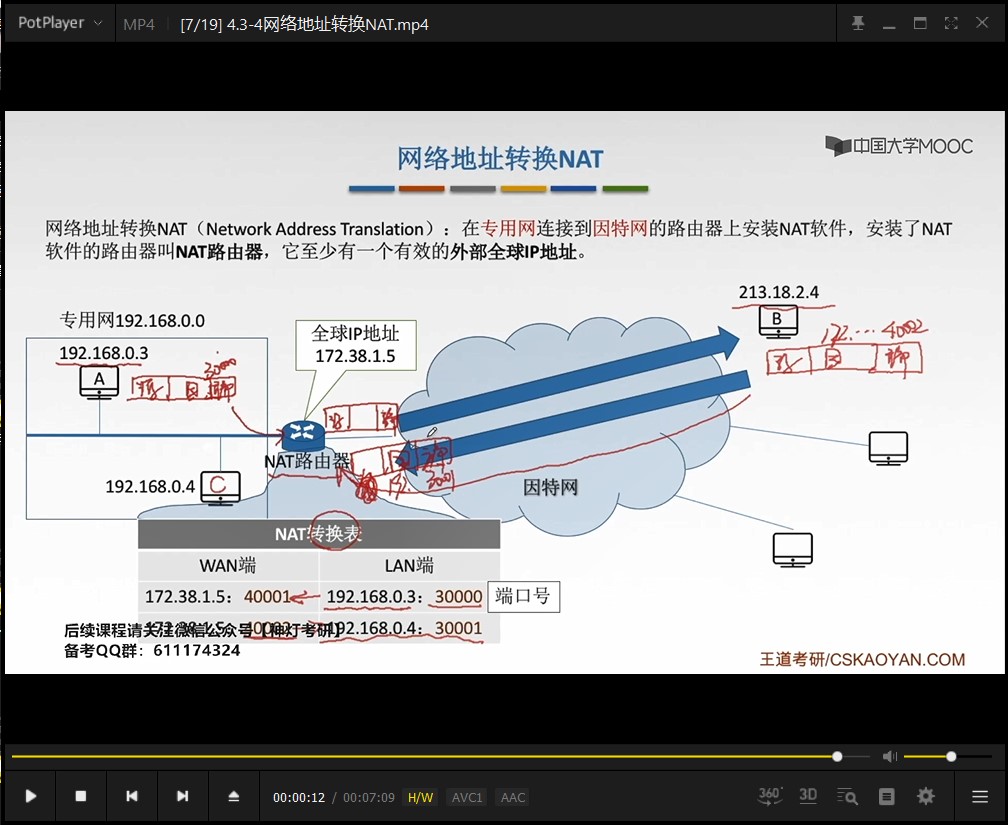 PotPlayer MP4 [7/19] 4.3-4网络地址转换NAT.mp4
中国大学MOOC
网络地址转换NAT
网络地址转换NAT（Network Address Translation）：在专用网连接到因特网的路由器上安装NAT软件，安装了NAT
软件的路由器叫NAT路由器，它至少有一个有效的外部全球IP地址。
213.18.2.4
B
172... 4002
专用网192.168.0.0
全球IP地址
172.38.1.5
192.168.0.3
A
NAT路由器
192.168.0.4
C
因特网
NAT转换表
WAN端 LAN端
172.38.1.5：40001 192.168.0.3：30000 端口号
192.168.0.4：30001
后续课程请关注微信公众号【神灯考研】
备考QQ群：611174324
王道考研/CSKAOYAN.COM
00:00:12 / 00:07:09 H/W AVC1 AAC
360° 3D